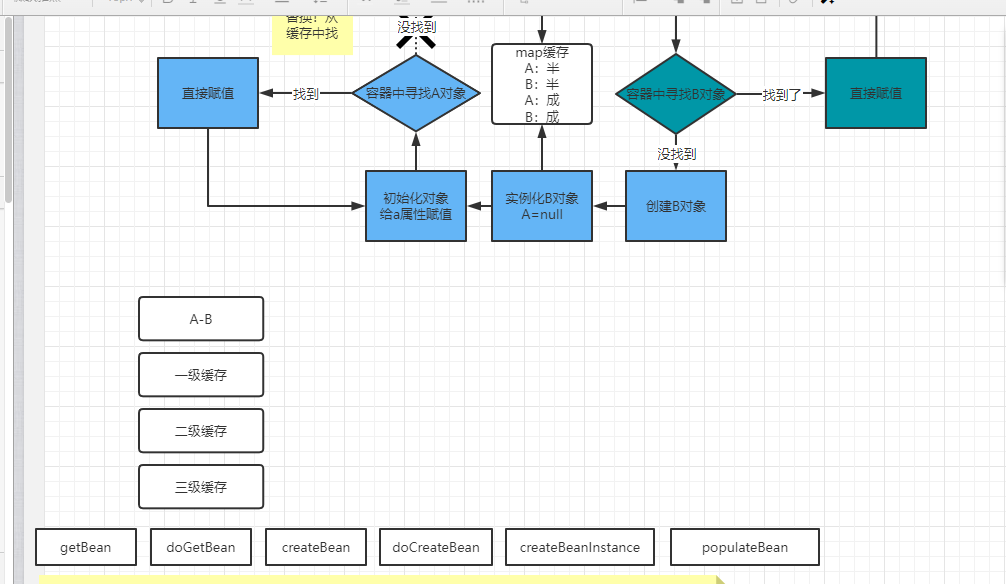 替换！从
缓存中找
没找到
map缓存
A：半
B：半
A：成
B：成
直接赋值
找到
容器中寻找A对象
容器中寻找B对象
找到了
直接赋值
没找到
初始化对象
给a属性赋值
实例化B对象
A=null
创建B对象
A-B
一级缓存
二级缓存
三级缓存
getBean
doGetBean
createBean
doCreateBean
createBeanInstance
populateBean